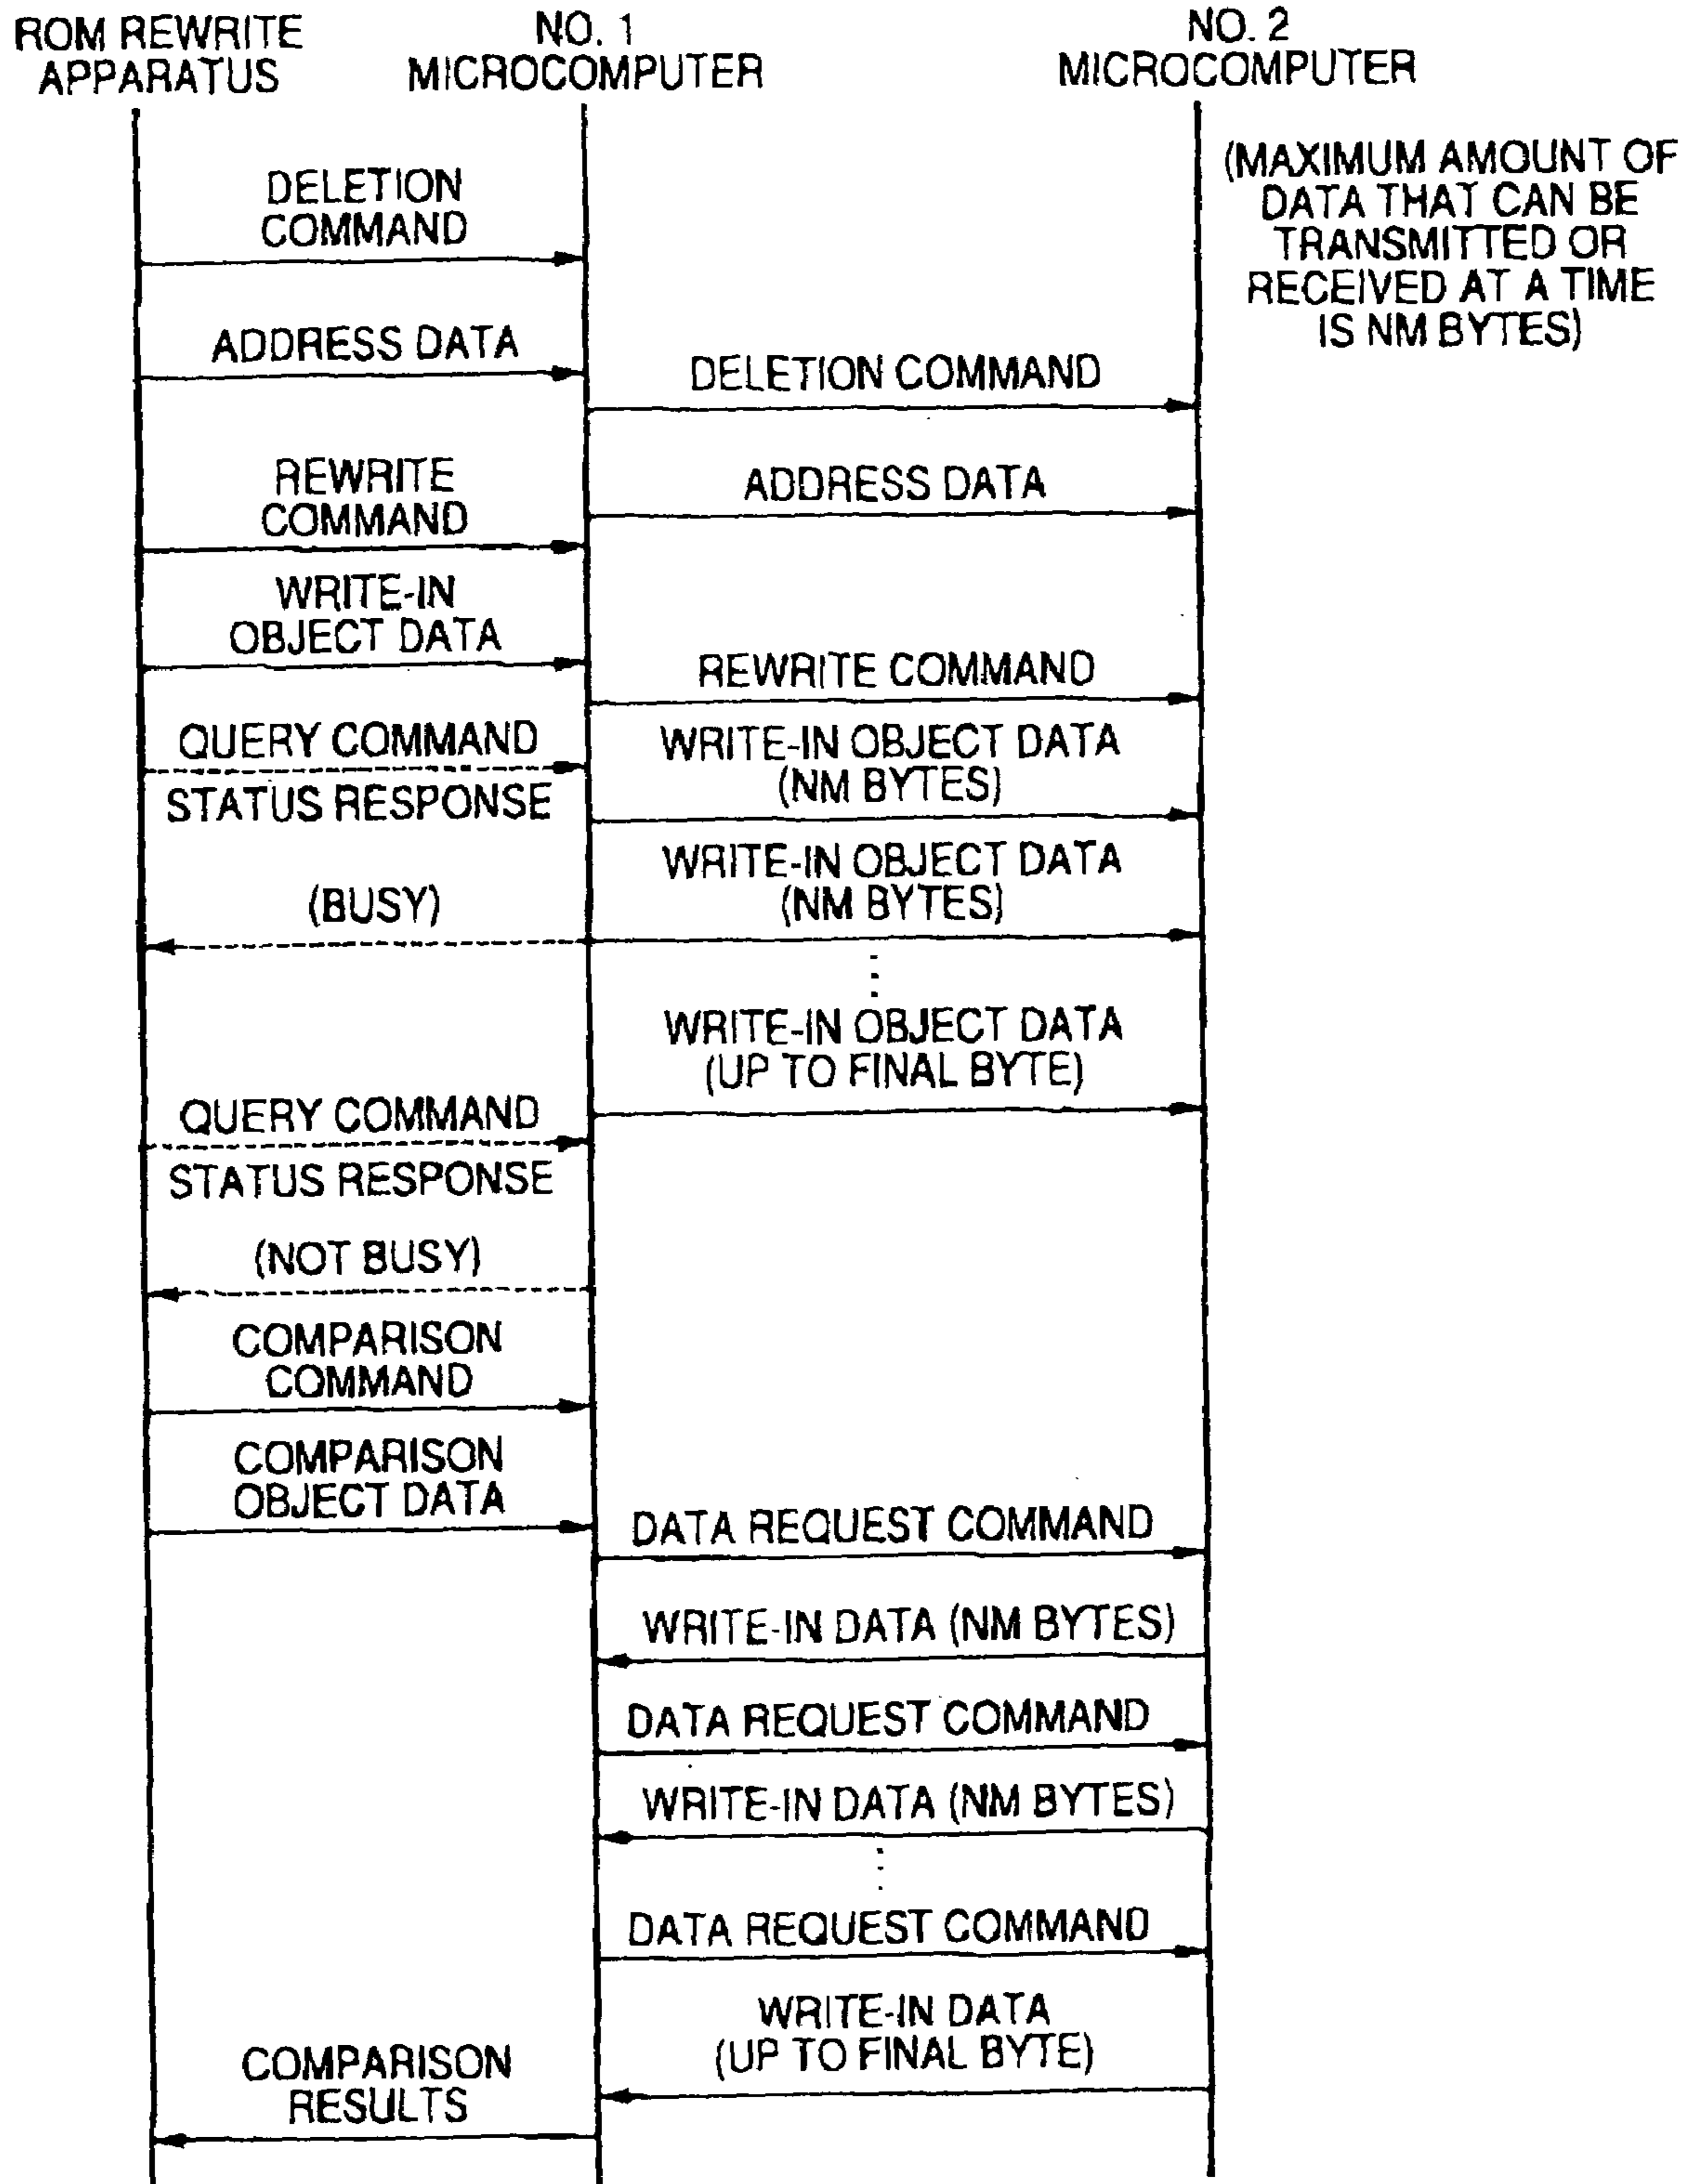 ROM REWRITE
APPARATUS
NO. 1
MICROCOMPUTER
NO. 2
MICROCOMPUTER
(MAXIMUM AMOUNT OF
DATA THAT CAN BE
TRANSMITTED OR
RECEIVED AT A TIME
IS NM BYTES)
DELETION
COMMAND
ADDRESS DATA
DELETION COMMAND
REWRITE
COMMAND
ADDRESS DATA
WRITE-IN
OBJECT DATA
REWRITE COMMAND
QUERY COMMAND
STATUS RESPONSE
WRITE-IN OBJECT DATA
(NM BYTES)
(BUSY)
WRITE-IN OBJECT DATA
(NM BYTES)
WRITE-IN OBJECT DATA
(UP TO FINAL BYTE)
QUERY COMMAND
STATUS RESPONSE
(NOT BUSY)
COMPARISON
COMMAND
COMPARISON
OBJECT DATA
DATA REQUEST COMMAND
WRITE-IN DATA (NM BYTES)
DATA REQUEST COMMAND
WRITE-IN DATA (NM BYTES)
DATA REQUEST COMMAND
WRITE-IN DATA
(UP TO FINAL BYTE)
COMPARISON
RESULTS